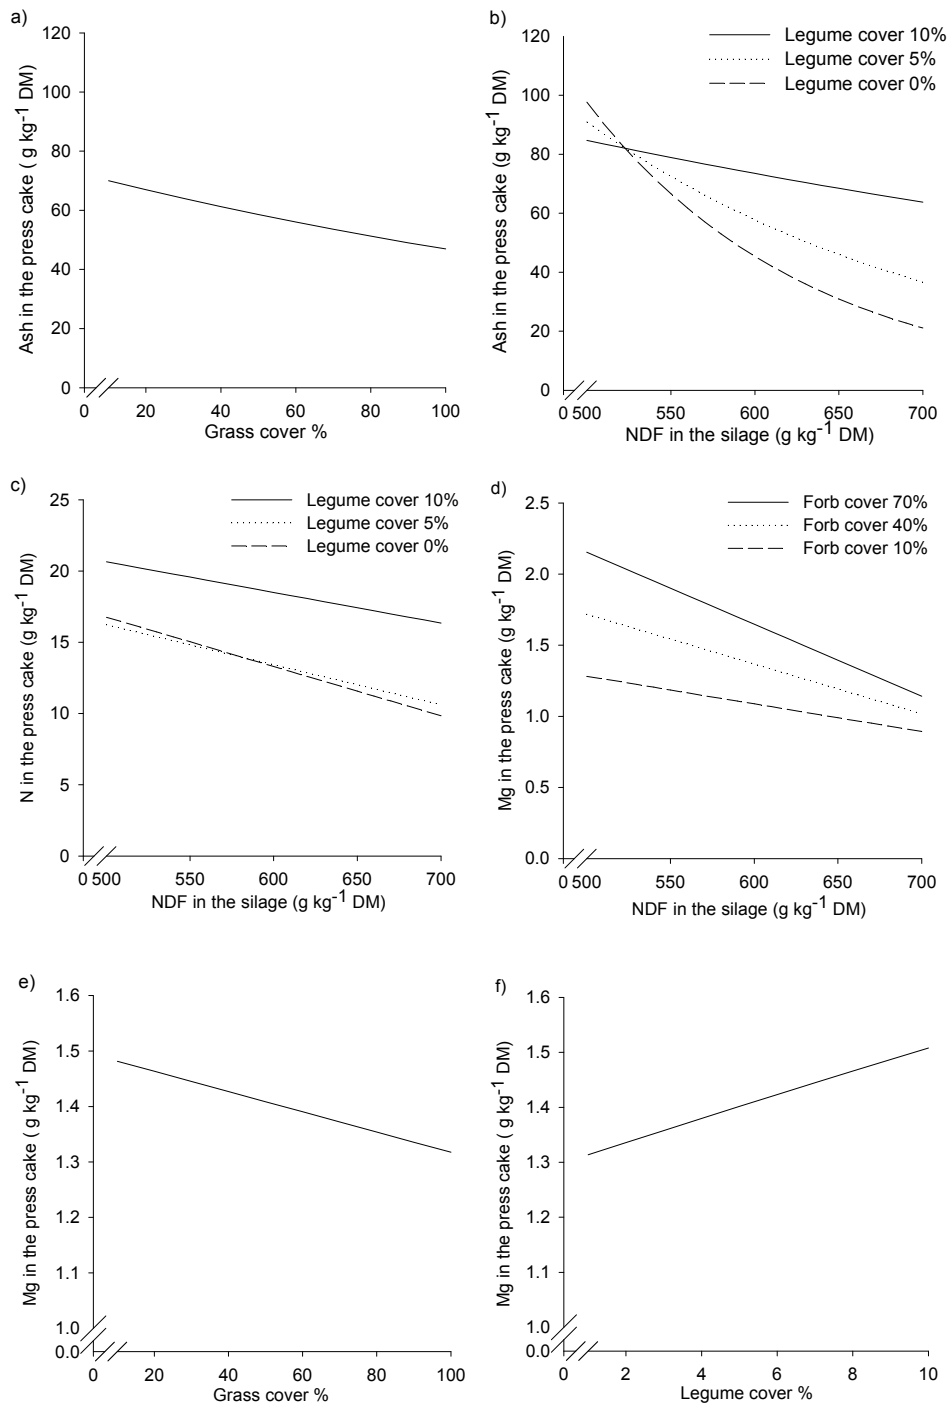 a)
120
100
80
60
40
20
0
Ash in the press cake ( g kg-1 DM)
0 20 40 60 80 100
Grass cover %
b)
Legume cover 10%
Legume cover 5%
Legume cover 0%
120
100
80
60
40
20
0
Ash in the press cake (g kg-1 DM)
0 500 550 600 650 700
NDF in the silage (g kg-1 DM)
c)
Legume cover 10%
Legume cover 5%
Legume cover 0%
25
20
15
10
5
0
N in the press cake (g kg-1 DM)
0 500 550 600 650 700
NDF in the silage (g kg-1 DM)
d)
Forb cover 70%
Forb cover 40%
Forb cover 10%
2.5
2.0
1.5
1.0
0.5
0.0
Mg in the press cake (g kg-1 DM)
0 500 550 600 650 700
NDF in the silage (g kg-1 DM)
e)
1.6
1.5
1.4
1.3
1.2
1.1
1.0
0.0
Mg in the press cake ( g kg-1 DM)
0 20 40 60 80 100
Grass cover %
f)
1.6
1.5
1.4
1.3
1.2
1.1
1.0
0.0
Mg in the press cake ( g kg-1 DM)
0 2 4 6 8 10
Legume cover %